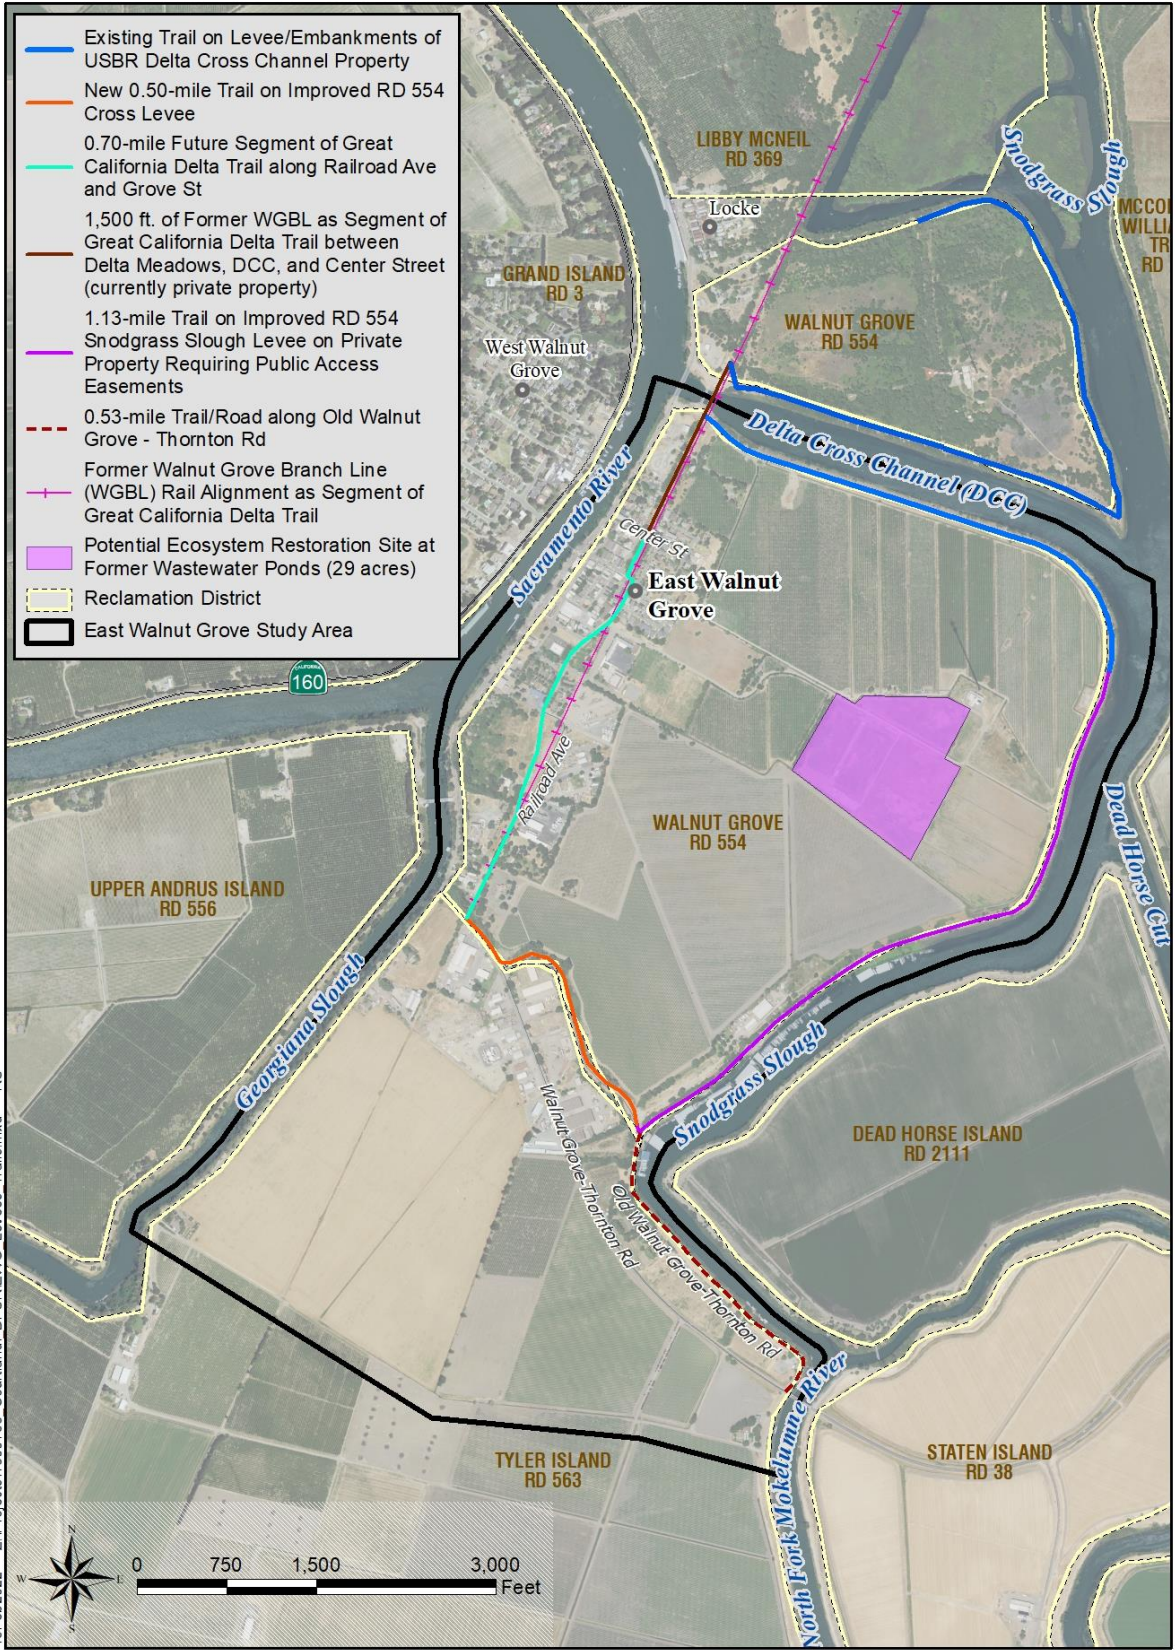 Existing Trail on Levee/Embankments of
USBR Delta Cross Channel Property
New 0.50-mile Trail on Improved RD 554
Cross Levee
0.70-mile Future Segment of Great
California Delta Trail along Railroad Ave
and Grove St
1,500 ft. of Former WGBL as Segment of
Great California Delta Trail between
Delta Meadows, DCC, and Center Street
(currently private property)
1.13-mile Trail on Improved RD 554
Snodgrass Slough Levee on Private
Property Requiring Public Access
Easements
0.53-mile Trail/Road along Old Walnut
Grove - Thornton Rd
Former Walnut Grove Branch Line
(WGBL) Rail Alignment as Segment of
Great California Delta Trail
Potential Ecosystem Restoration Site at
Former Wastewater Ponds (29 acres)
Reclamation District
East Walnut Grove Study Area
LIBBY MCNEIL
RD 369
Snodgrass Slough
Locke
GRAND ISLAND
RD 3
WALNUT GROVE
RD 554
West Walnut
Grove
Delta Cross Channel (DCC)
Sacramento River
Center St
East Walnut
Grove
CALIFORNIA
160
Railroad Ave
WALNUT GROVE
RD 554
Dead Horse Cut
UPPER ANDRUS ISLAND
RD 556
Georgiana Slough
Snodgrass Slough
Walnut Grove-Thornton Rd
DEAD HORSE ISLAND
RD 2111
Old Walnut Grove-Thornton Rd
TYLER ISLAND
RD 563
North Fork Mokelumne River
STATEN ISLAND
RD 38
N
W
E
S
0 750 1,500 3,000
Feet